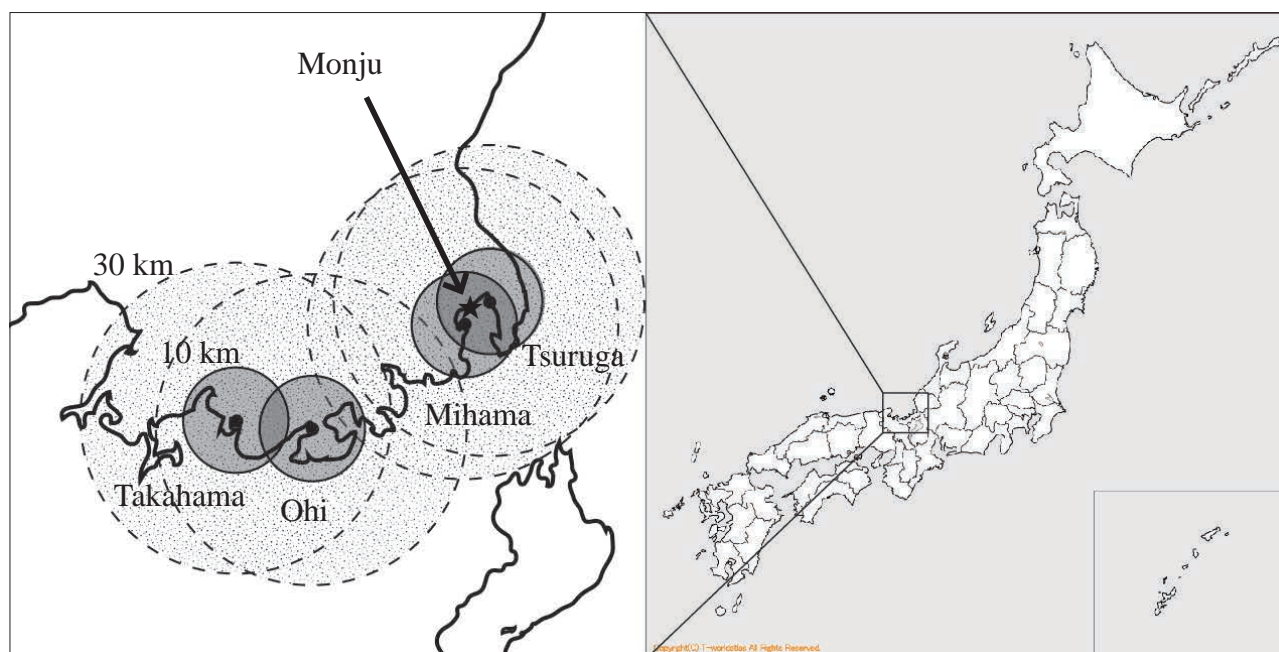 Monju
30 km
10 km
Tsuruga
Mihama
Takahama
Ohi
Copyright(C) T-worldatlas All Rights Reserved.